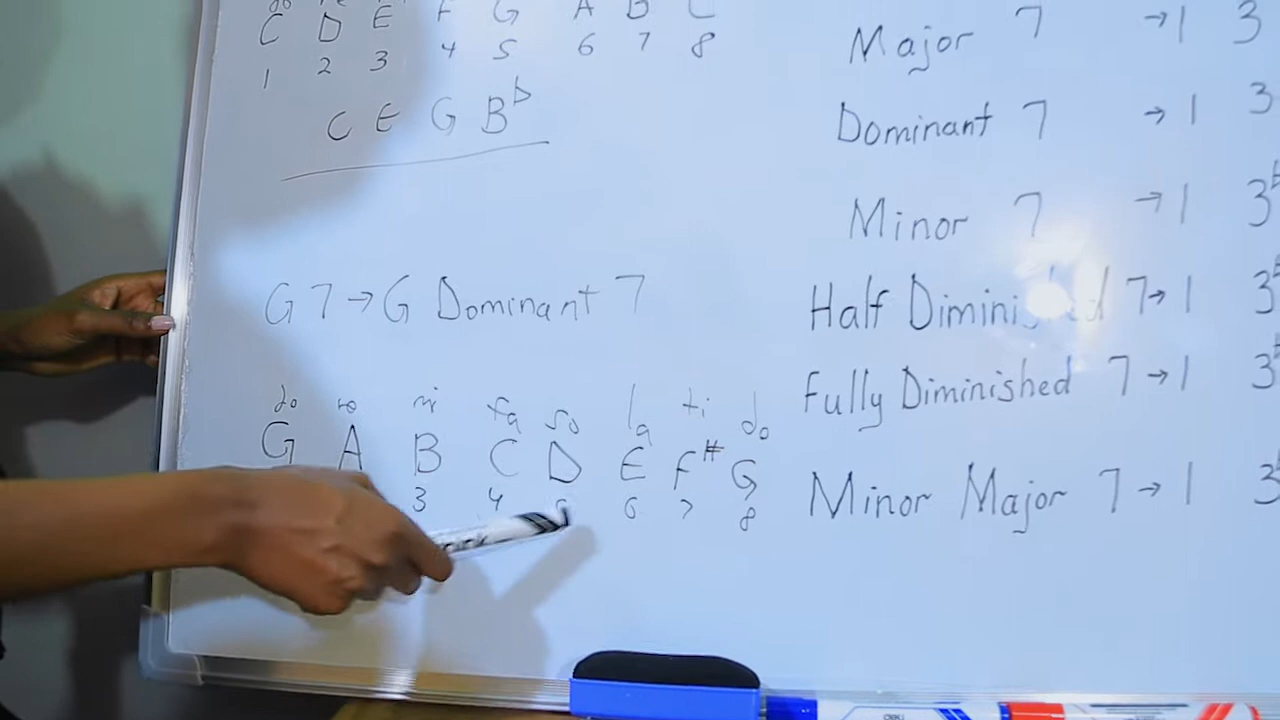 C D E F G A B C
1 2 3 4 5 6 7 8
C E G B♭
G 7 → G Dominant 7
do re mi fa so la ti do
G A B C D E F# G
3 4 5 6 7 8
Major 7 → 1 3
Dominant 7 → 1 3
Minor 7 → 1 3♭
Half Diminished 7 → 1 3♭
Fully Diminished 7 → 1 3♭
Minor Major 7 → 1 3♭